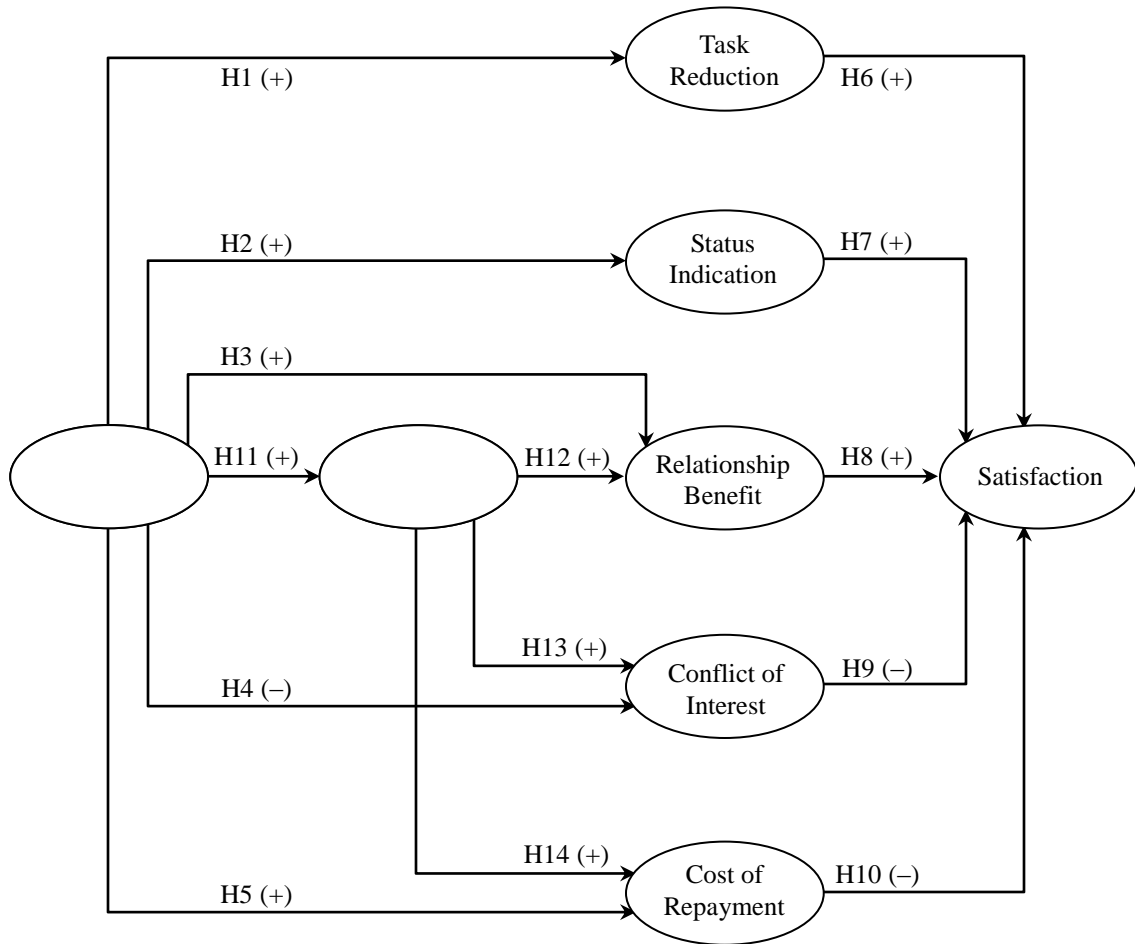 Task
Reduction
H1 (+)
H6 (+)
H2 (+)
Status
Indication
H7 (+)
H3 (+)
H11 (+)
H12 (+)
Relationship
Benefit
H8 (+)
Satisfaction
H13 (+)
H4 (–)
Conflict of
Interest
H9 (–)
H14 (+)
H5 (+)
Cost of
Repayment
H10 (–)